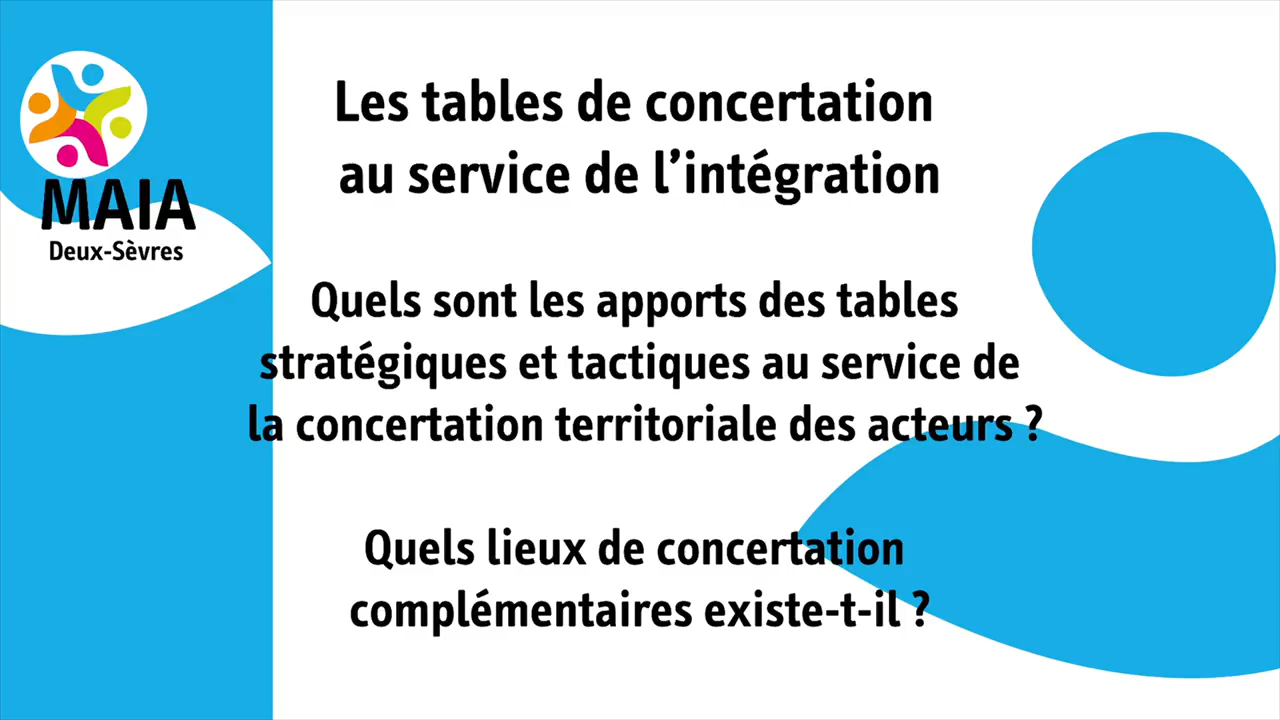 MAIA
Deux-Sèvres
Les tables de concertation
au service de l’intégration
Quels sont les apports des tables
stratégiques et tactiques au service de
la concertation territoriale des acteurs ?
Quels lieux de concertation
complémentaires existe-t-il ?